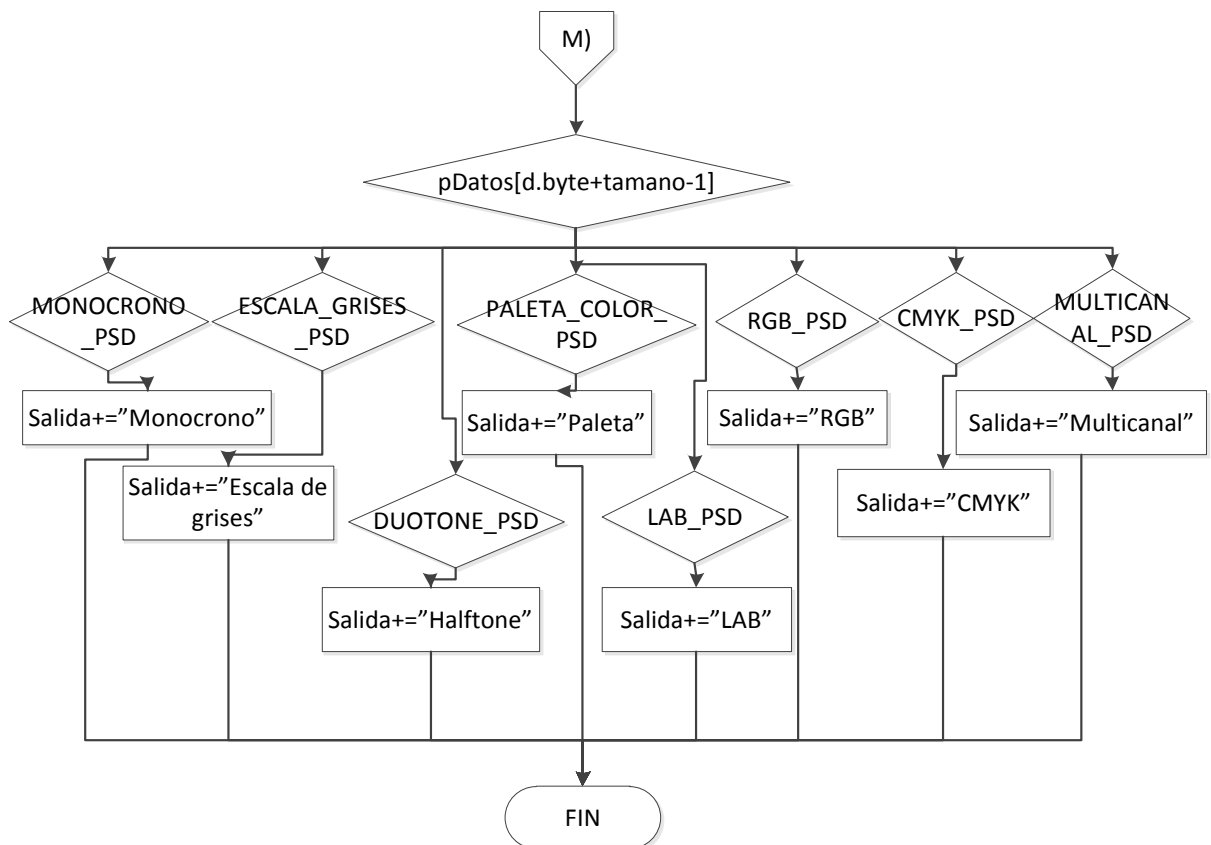 M)
pDatos[d.byte+tamano-1]
MONOCRONO
_PSD
ESCALA_GRISES
_PSD
PALETA_COLOR_
PSD
RGB_PSD
CMYK_PSD
MULTICAN
AL_PSD
Salida+=”Monocrono”
Salida+=”Paleta”
Salida+=”RGB”
Salida+=”Multicanal”
Salida+=”Escala de
grises”
DUOTONE_PSD
LAB_PSD
Salida+=”CMYK”
Salida+=”Halftone”
Salida+=”LAB”
FIN